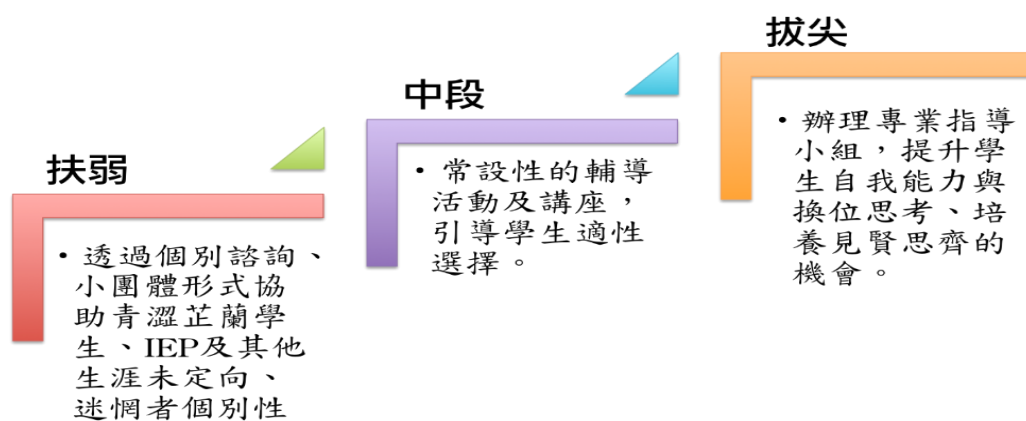 扶弱
• 透過個別諮詢、
小團體形式協
助青澀芷蘭學
生、IEP及其他
生涯未定向、
迷惘者個別性
中段
• 常設性的輔導
活動及講座，
引導學生適性
選擇。
拔尖
• 辦理專業指導
小組，提升學
生自我能力與
換位思考、培
養見賢思齊的
機會。